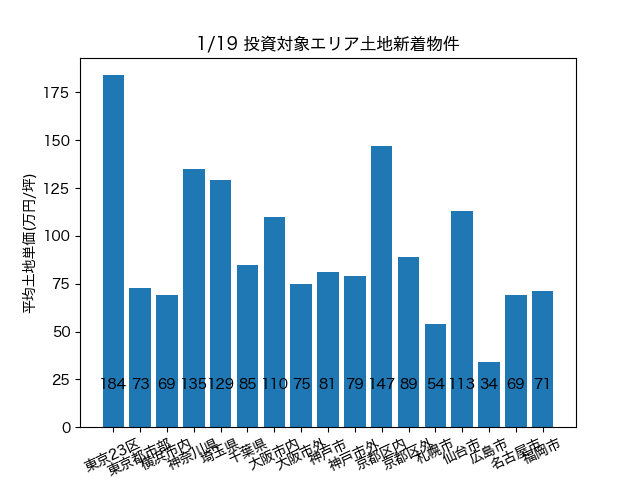 1/19 投資対象エリア土地新着物件
平均土地単価(万円/坪)
175
150
125
100
75
50
25
0
184 73 69 135 129 85 110 75 81 79 147 89 54 113 34 69 71
東京23区
東京都市部
横浜市内
神奈川県
埼玉県
千葉県
大阪市内
大阪市外
神戸市
神戸市外
京都区内
京都区外
札幌市
仙台市
広島市
名古屋市
福岡市